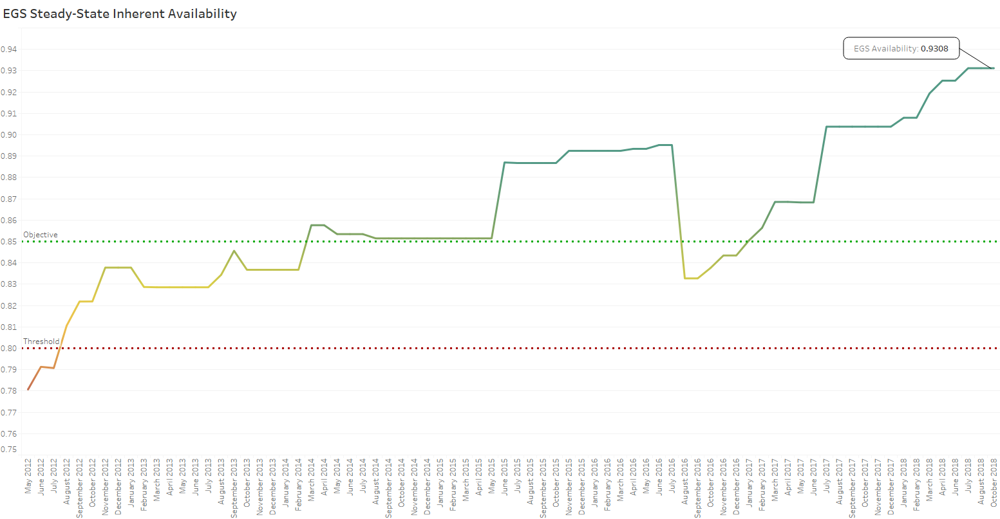 EGS Steady-State Inherent Availability
EGS Availability: 0.9308
0.94
0.93
0.92
0.91
0.90
0.89
0.88
0.87
0.86
Objective
0.85
0.84
0.83
0.82
0.81
Threshold
0.80
0.79
0.78
0.77
0.76
0.75
May 2012
June 2012
July 2012
August 2012
September 2012
October 2012
November 2012
December 2012
January 2013
February 2013
March 2013
April 2013
May 2013
June 2013
July 2013
August 2013
September 2013
October 2013
November 2013
December 2013
January 2014
February 2014
March 2014
April 2014
May 2014
June 2014
July 2014
August 2014
September 2014
October 2014
November 2014
December 2014
January 2015
February 2015
March 2015
April 2015
May 2015
June 2015
July 2015
August 2015
September 2015
October 2015
November 2015
December 2015
January 2016
February 2016
March 2016
April 2016
May 2016
June 2016
July 2016
August 2016
September 2016
October 2016
November 2016
December 2016
January 2017
February 2017
March 2017
April 2017
May 2017
June 2017
July 2017
August 2017
September 2017
October 2017
November 2017
December 2017
January 2018
February 2018
March 2018
April 2018
June 2018
July 2018
August 2018
October 2018